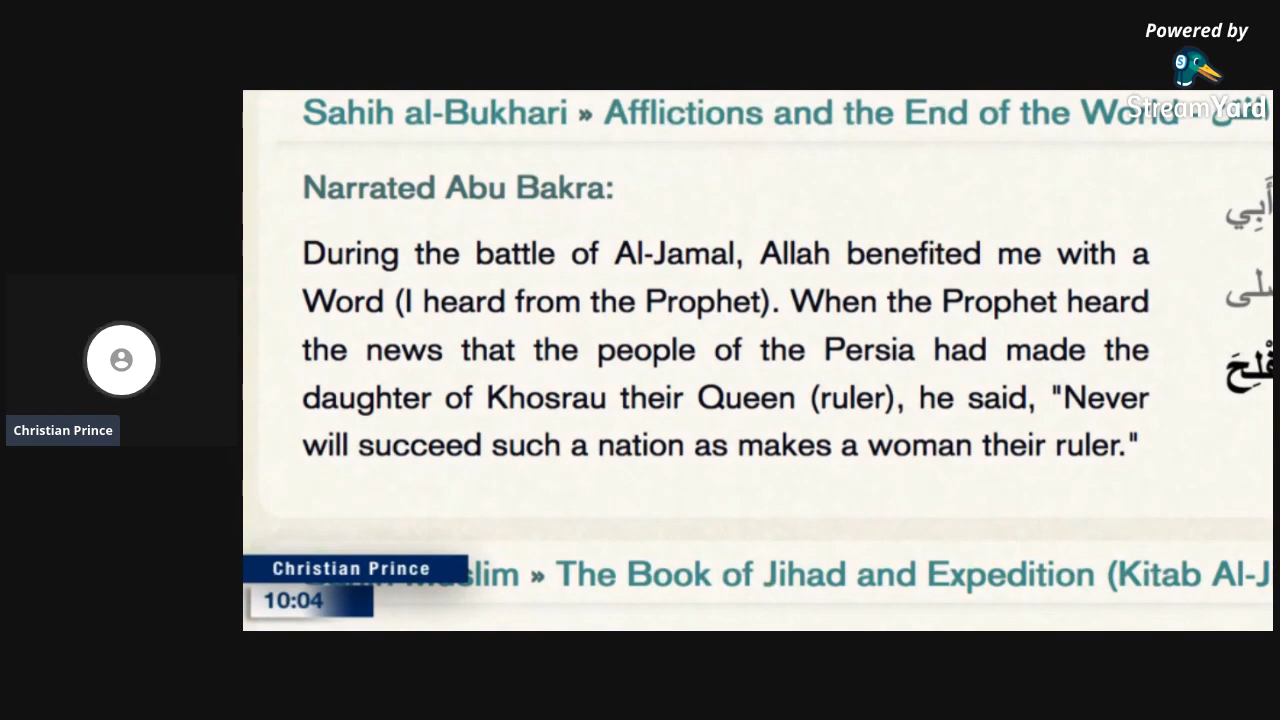 Powered by
StreamYard
Sahih al-Bukhari » Afflictions and the End of the World -
Narrated Abu Bakra:
During the battle of Al-Jamal, Allah benefited me with a
Word (I heard from the Prophet). When the Prophet heard
the news that the people of the Persia had made the
daughter of Khosrau their Queen (ruler), he said, "Never
will succeed such a nation as makes a woman their ruler."
أَبِي
صلى
Christian Prince
Christian Prince
Muslim » The Book of Jihad and Expedition (Kitab Al-J
10:04